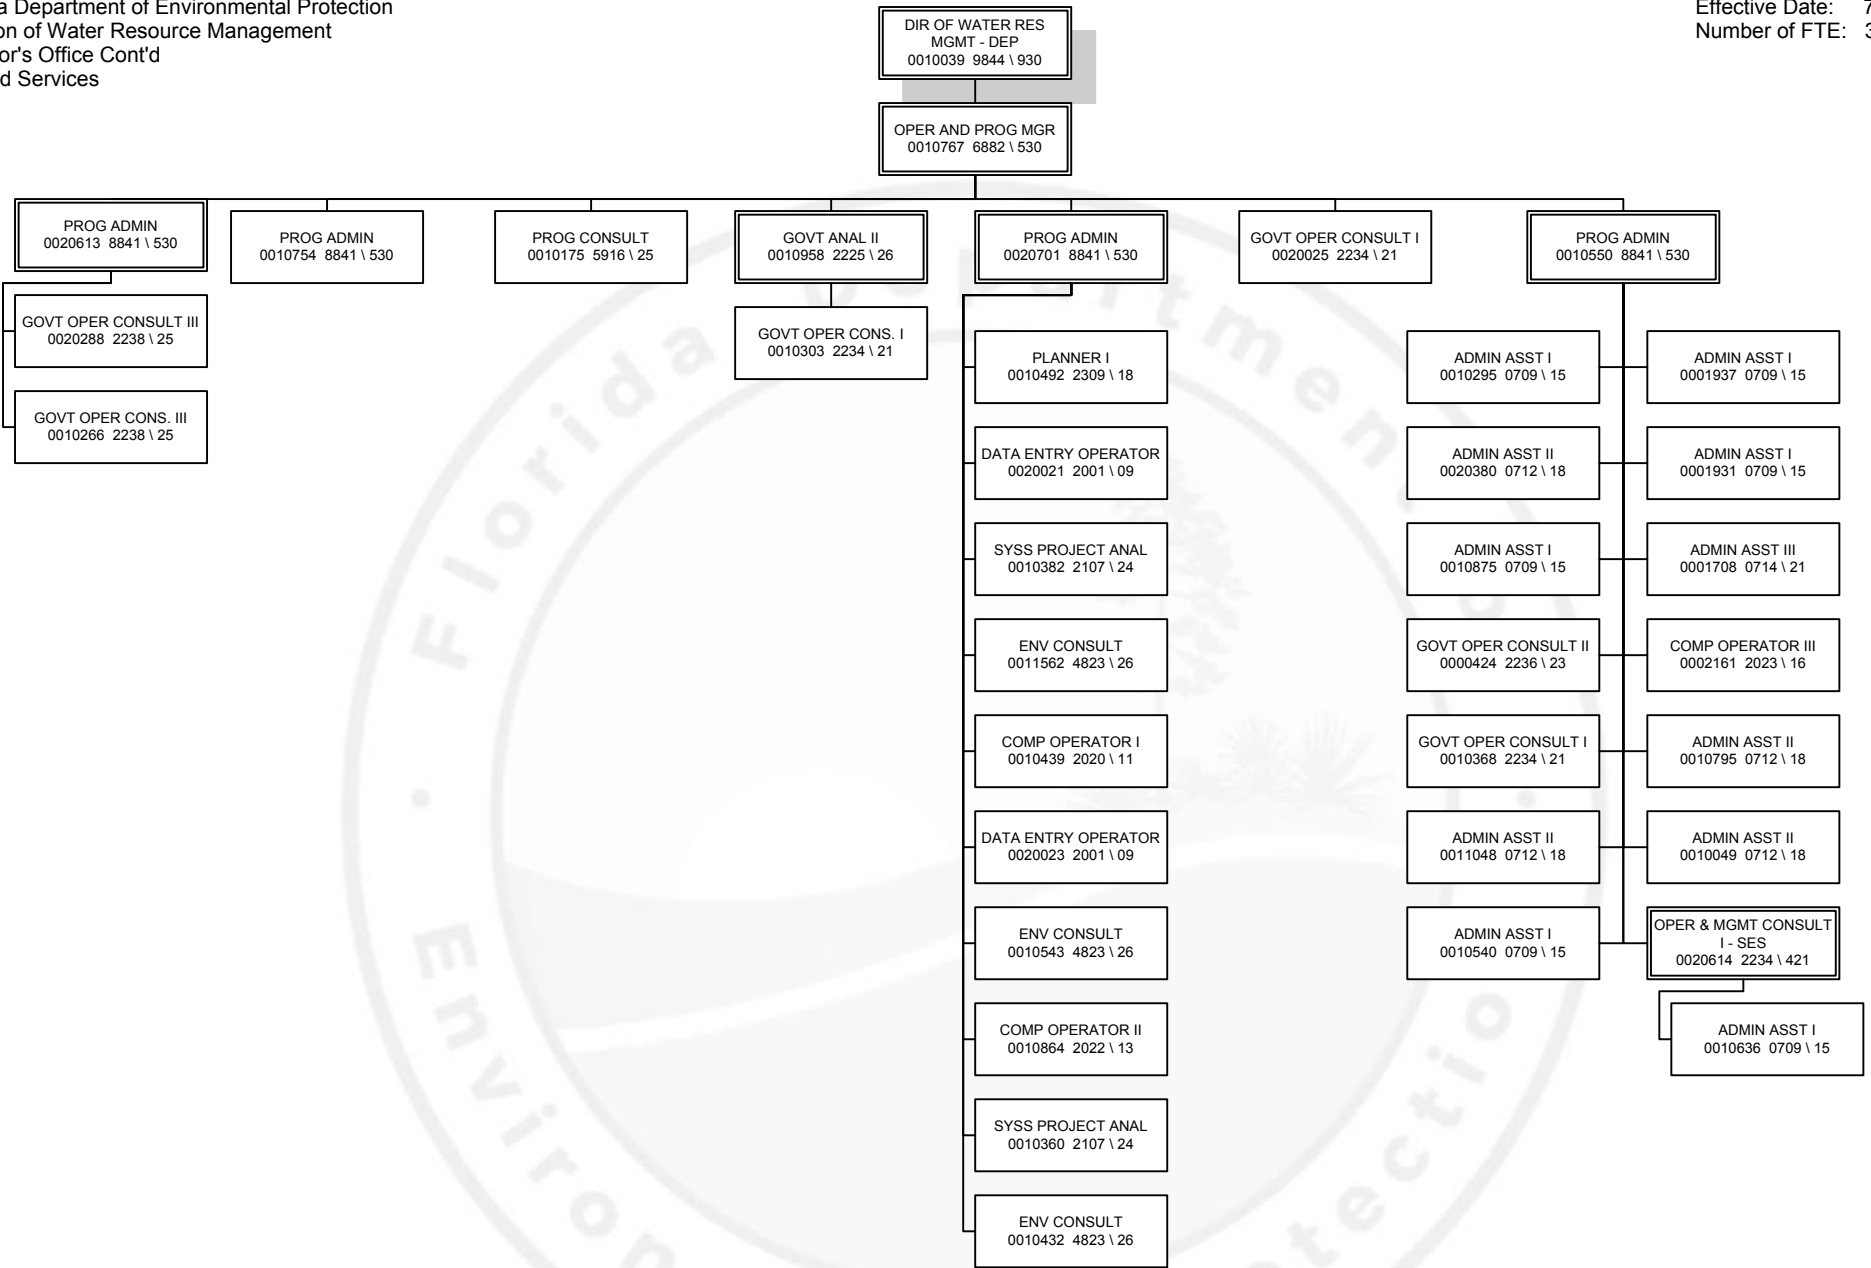 a Department of Environmental Protection
on of Water Resource Management
or's Office Cont'd
d Services
Effective Date: 7
Number of FTE: 3
DIR OF WATER RES
MGMT - DEP
0010039 9844 \ 930
OPER AND PROG MGR
0010767 6882 \ 530
PROG ADMIN
0020613 8841 \ 530
GOVT OPER CONSULT III
0020288 2238 \ 25
GOVT OPER CONS. III
0010266 2238 \ 25
PROG ADMIN
0010754 8841 \ 530
PROG CONSULT
0010175 5916 \ 25
GOVT ANAL II
0010958 2225 \ 26
GOVT OPER CONS. I
0010303 2234 \ 21
PROG ADMIN
0020701 8841 \ 530
PLANNER I
0010492 2309 \ 18
DATA ENTRY OPERATOR
0020021 2001 \ 09
SYSS PROJECT ANAL
0010382 2107 \ 24
ENV CONSULT
0011562 4823 \ 26
COMP OPERATOR I
0010439 2020 \ 11
DATA ENTRY OPERATOR
0020023 2001 \ 09
ENV CONSULT
0010543 4823 \ 26
COMP OPERATOR II
0010864 2022 \ 13
SYSS PROJECT ANAL
0010360 2107 \ 24
ENV CONSULT
0010432 4823 \ 26
GOVT OPER CONSULT I
0020025 2234 \ 21
PROG ADMIN
0010550 8841 \ 530
ADMIN ASST I
0010295 0709 \ 15
ADMIN ASST I
0001937 0709 \ 15
ADMIN ASST II
0020380 0712 \ 18
ADMIN ASST I
0001931 0709 \ 15
ADMIN ASST I
0010875 0709 \ 15
ADMIN ASST III
0001708 0714 \ 21
GOVT OPER CONSULT II
0000424 2236 \ 23
COMP OPERATOR III
0002161 2023 \ 16
GOVT OPER CONSULT I
0010368 2234 \ 21
ADMIN ASST II
0010795 0712 \ 18
ADMIN ASST II
0011048 0712 \ 18
ADMIN ASST II
0010049 0712 \ 18
ADMIN ASST I
0010540 0709 \ 15
OPER & MGMT CONSULT
I - SES
0020614 2234 \ 421
ADMIN ASST I
0010636 0709 \ 15
Florida Department o
Environ
tectio